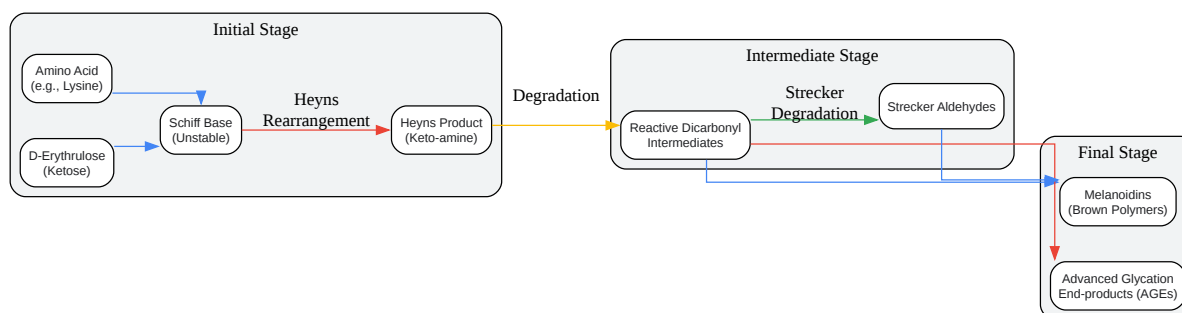 Initial Stage
Amino Acid
(e.g., Lysine)
D-Erythrulose
(Ketose)
Schiff Base
(Unstable)
Heyns
Rearrangement
Heyns Product
(Keto-amine)
Degradation
Intermediate Stage
Reactive Dicarbonyl
Intermediates
Strecker
Degradation
Strecker Aldehydes
Final Stage
Melanoidins
(Brown Polymers)
Advanced Glycation
End-products (AGEs)